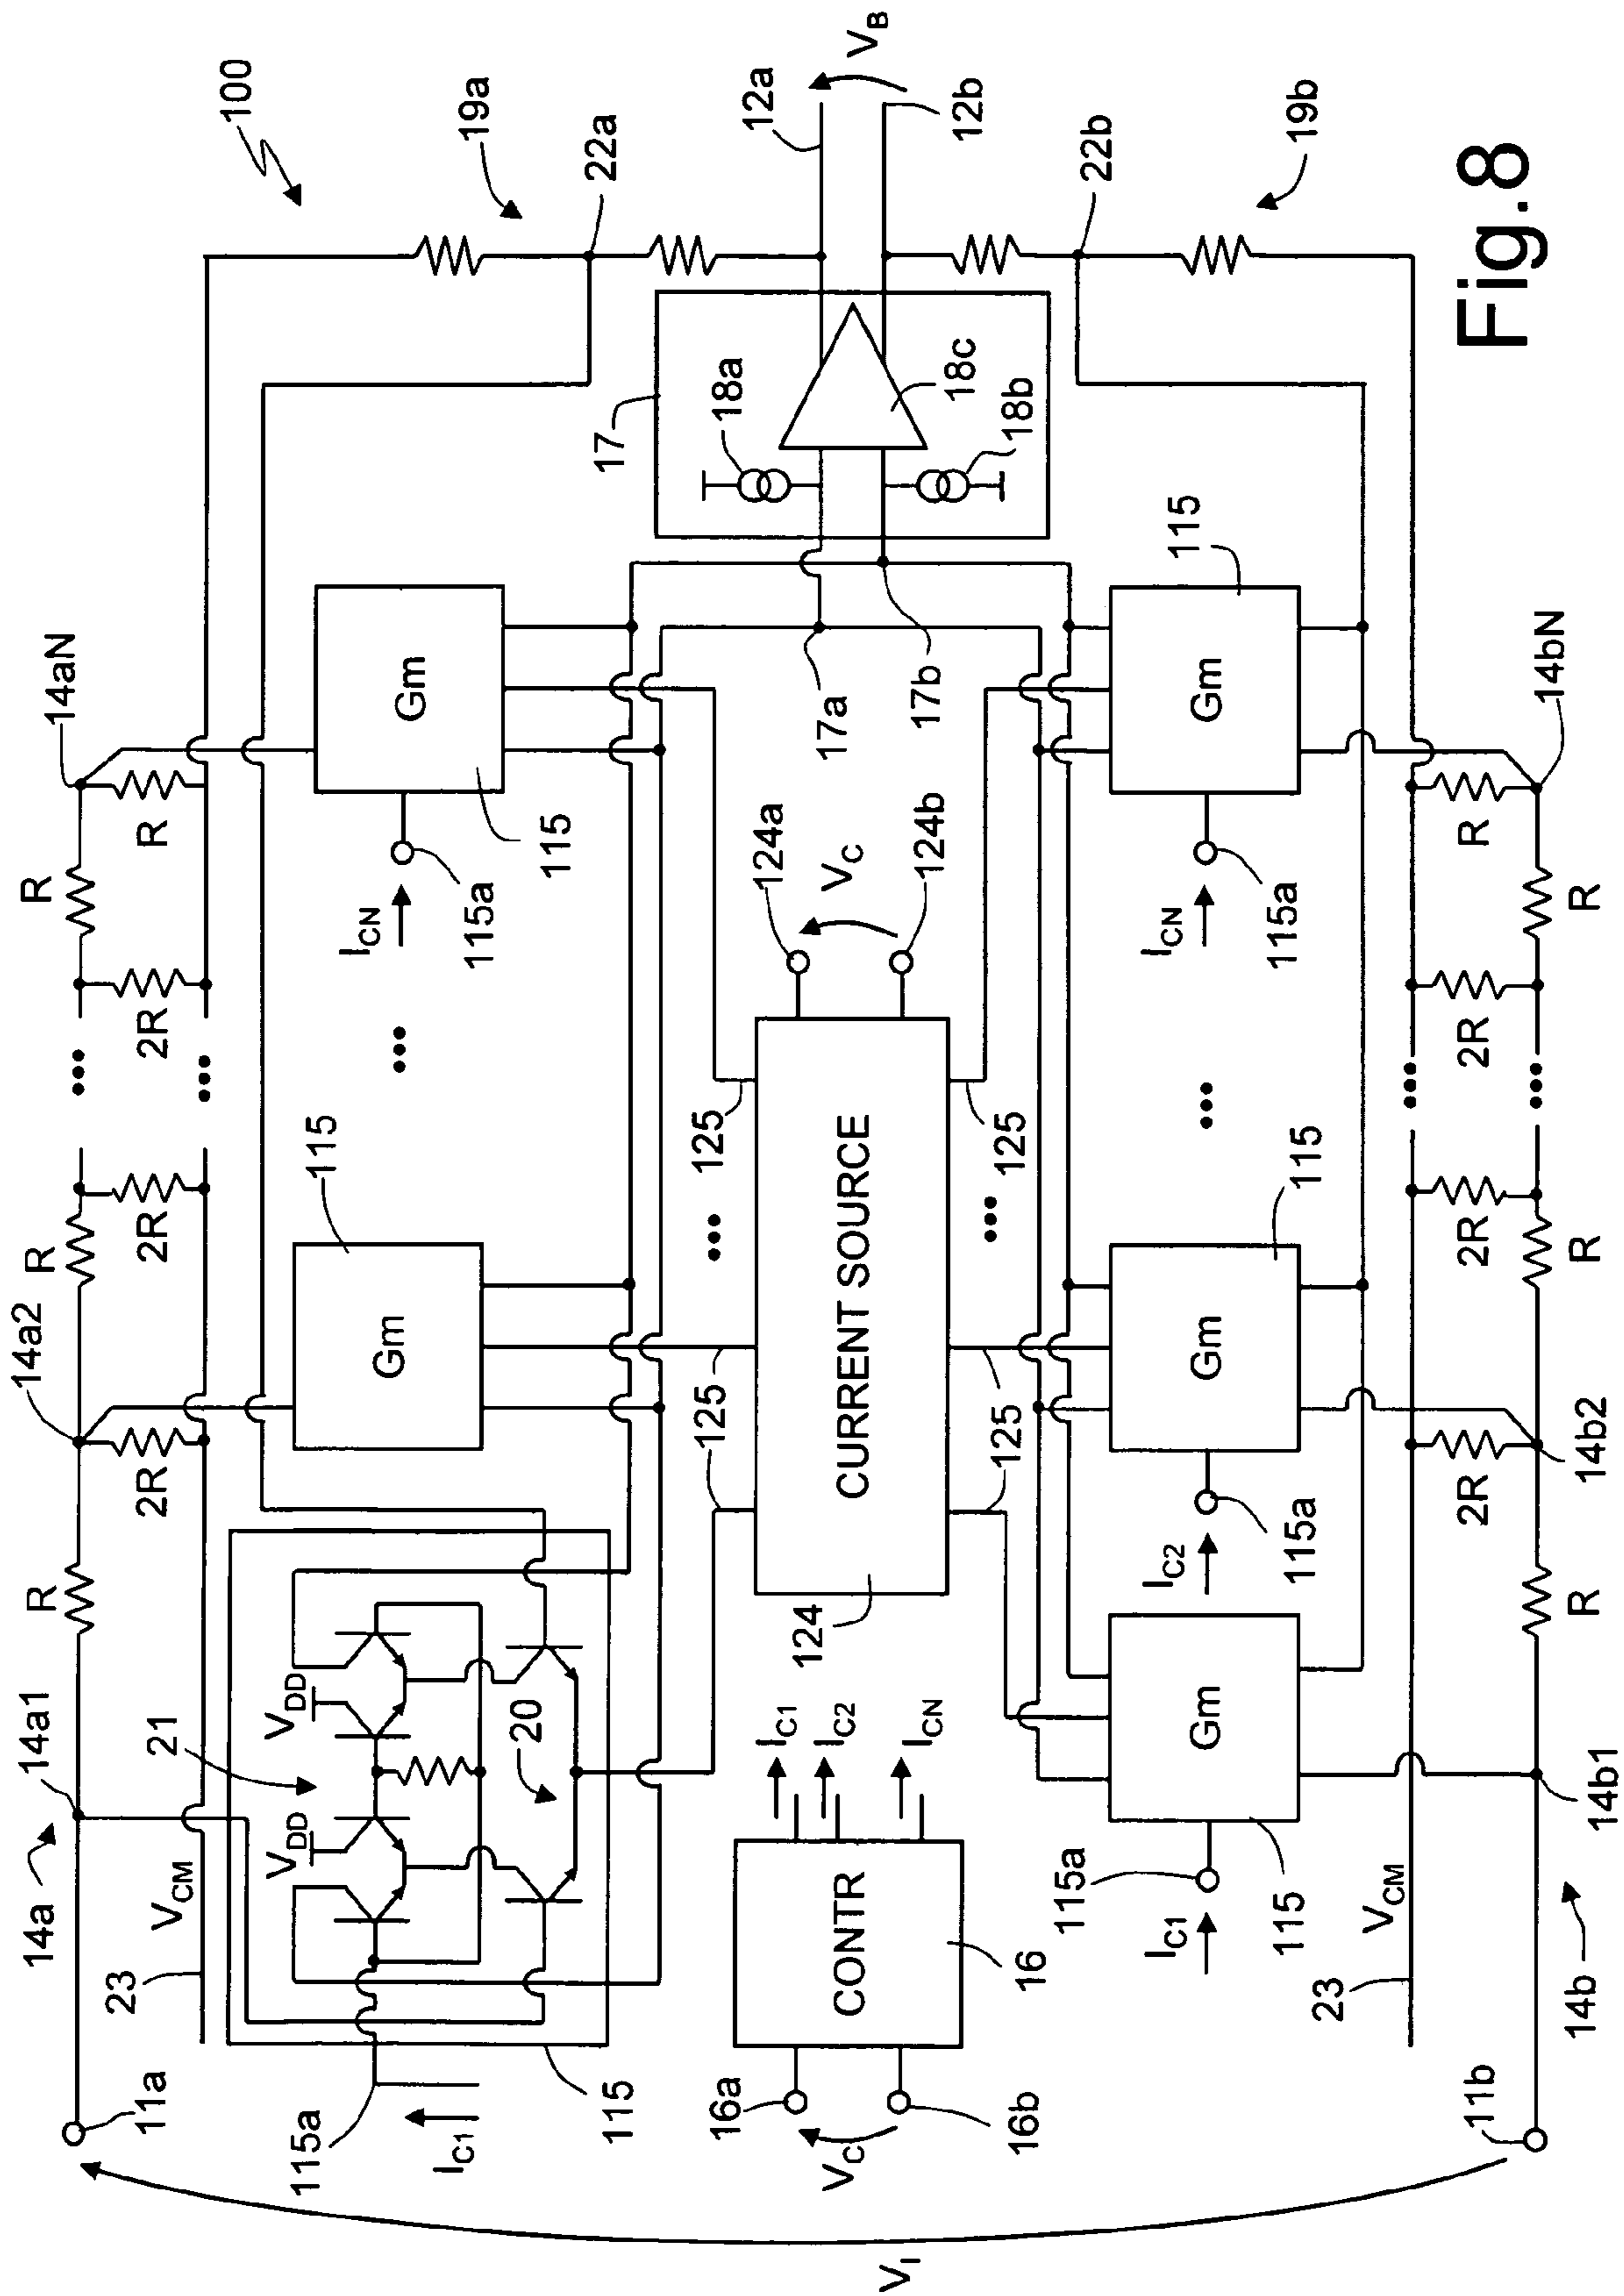 100
19a
22a
12a
V_B
12b
22b
19b
Fig.8
17
18a
18c
18b
14aN
R
R
Gm
115
I_CN
115a
17a
17b
115
Gm
14bN
I_CN
115a
R
R
2R
...
...
...
2R
R
14a2
2R
115
Gm
125
...
125
124a
V_C
124b
CURRENT SOURCE
124
125
...
125
125
...
2R
...
...
2R
R
115
Gm
I_C2
115a
14b2
2R
R
14a
14a1
R
V_CM
23
21
V_DD
V_DD
20
115
115a
I_C1
CONTR
16
16a
16b
V_C
I_C1
I_C2
I_CN
Gm
115
115a
I_C1
V_CM
23
14b1
14b
R
11a
11b
V_I